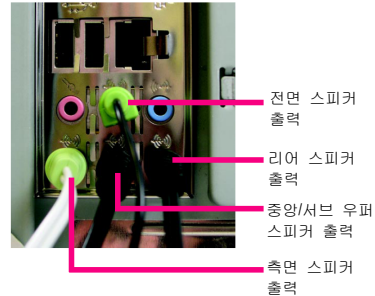 전면 스피커
출력
리어 스피커
출력
중앙/서브 우퍼
스피커 출력
측면 스피커
출력